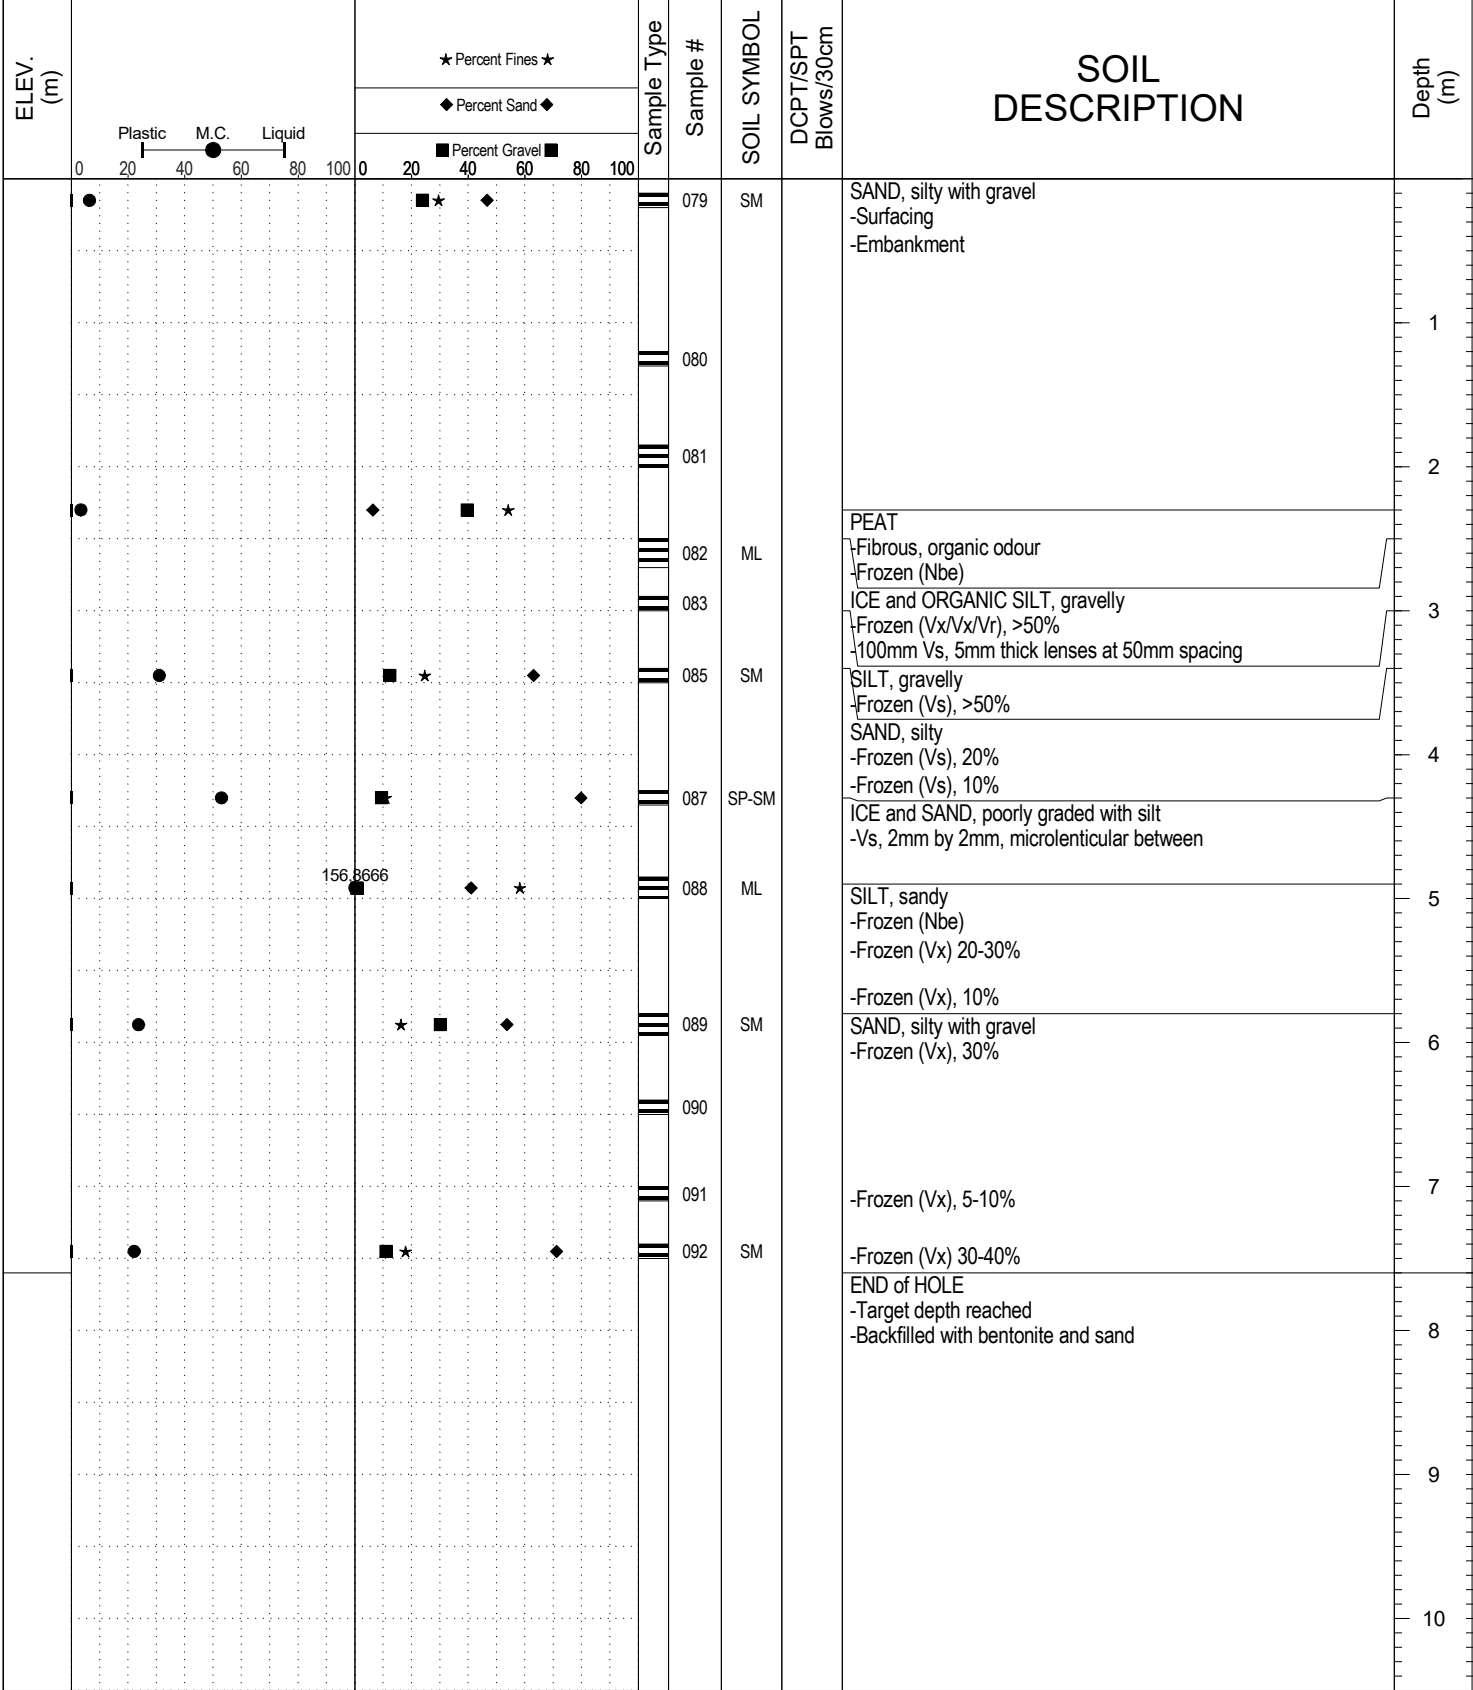 ELEV.
(m)
Plastic M.C. Liquid
0 20 40 60 80 100
★ Percent Fines ★
◆ Percent Sand ◆
■ Percent Gravel ■
0 20 40 60 80 100
Sample Type
Sample #
SOIL SYMBOL
DCPT/SPT
Blows/30cm
SOIL
DESCRIPTION
Depth
(m)
079 SM
SAND, silty with gravel
-Surfacing
-Embankment
1
080
081
2
PEAT
-Fibrous, organic odour
-Frozen (Nbe)
082 ML
083
ICE and ORGANIC SILT, gravelly
-Frozen (Vx/Vx/Vr), >50%
-100mm Vs, 5mm thick lenses at 50mm spacing
3
085 SM
SILT, gravelly
-Frozen (Vs), >50%
SAND, silty
-Frozen (Vs), 20%
-Frozen (Vs), 10%
4
087 SP-SM
ICE and SAND, poorly graded with silt
-Vs, 2mm by 2mm, microlenticular between
156.8666
088 ML
SILT, sandy
-Frozen (Nbe)
-Frozen (Vx) 20-30%
-Frozen (Vx), 10%
5
089 SM
SAND, silty with gravel
-Frozen (Vx), 30%
6
090
091
-Frozen (Vx), 5-10%
7
092 SM
-Frozen (Vx) 30-40%
END of HOLE
-Target depth reached
-Backfilled with bentonite and sand
8
9
10